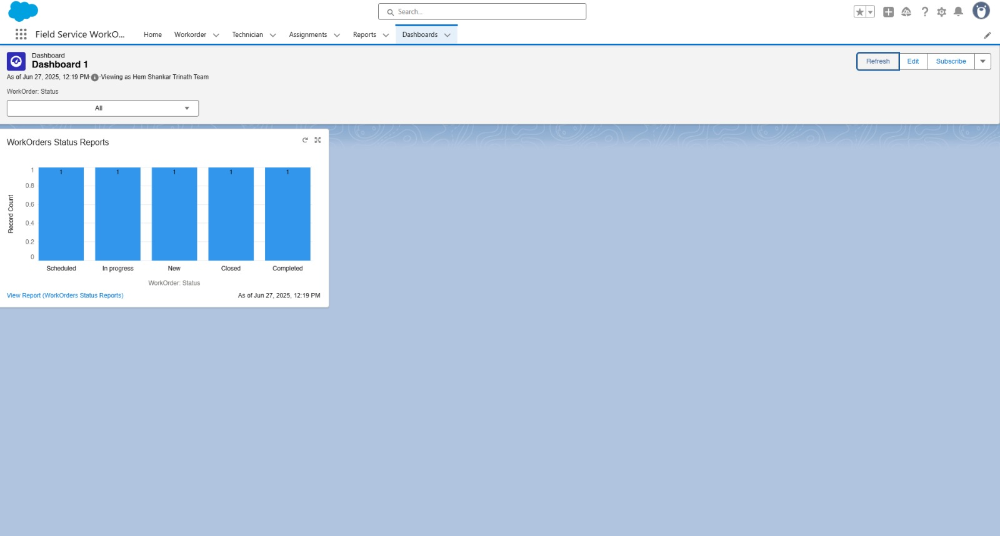 Search...
Field Service WorkO...
Home
Workorder
Technician
Assignments
Reports
Dashboards
Dashboard
Dashboard 1
As of Jun 27, 2025, 12:19 PM·Viewing as Hem Shankar Trinath Team
Refresh
Edit
Subscribe
WorkOrder: Status
All
WorkOrders Status Reports
Record Count
1
0.8
0.6
0.4
0.2
0
1
1
1
1
1
Scheduled
In progress
New
Closed
Completed
WorkOrder: Status
View Report (WorkOrders Status Reports)
As of Jun 27, 2025, 12:19 PM